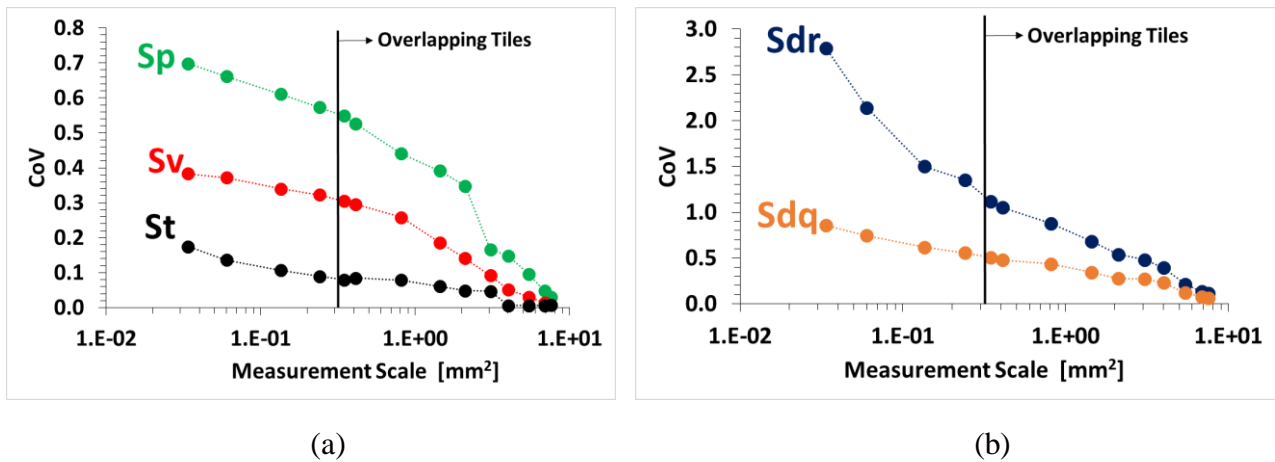 0.8
0.7
0.6
0.5
0.4
0.3
0.2
0.1
0.0
CoV
Sp
Sv
St
Overlapping Tiles
1.E-02 1.E-01 1.E+00 1.E+01
Measurement Scale [mm²]
(a)
3.0
2.5
2.0
1.5
1.0
0.5
0.0
CoV
Sdr
Sdq
Overlapping Tiles
1.E-02 1.E-01 1.E+00 1.E+01
Measurement Scale [mm²]
(b)